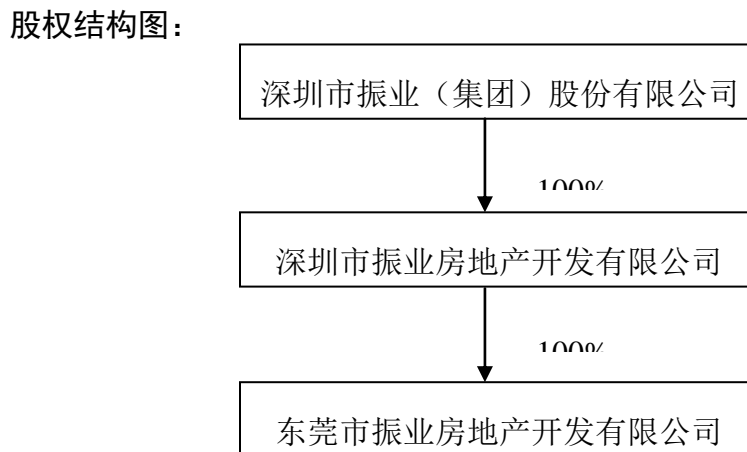 股权结构图：
深圳市振业（集团）股份有限公司
100%
深圳市振业房地产开发有限公司
100%
东莞市振业房地产开发有限公司